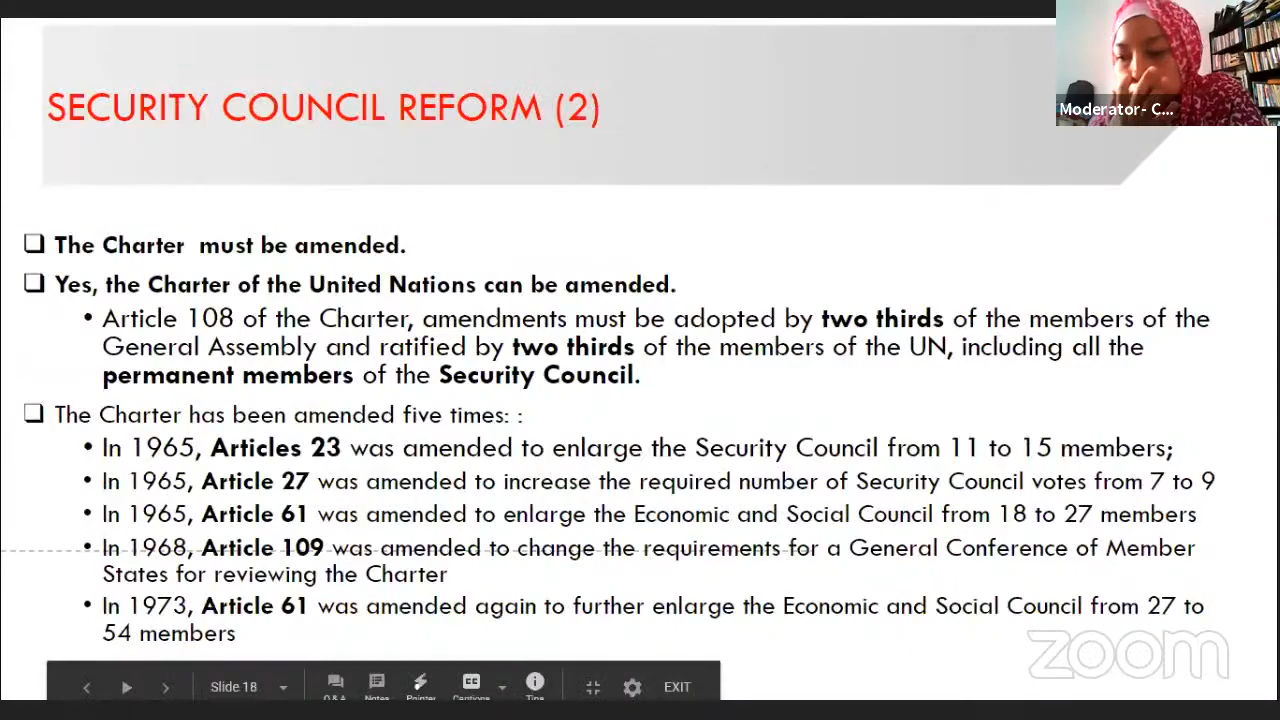 SECURITY COUNCIL REFORM (2)
Moderator- C...
❑ The Charter must be amended.
❑ Yes, the Charter of the United Nations can be amended.
• Article 108 of the Charter, amendments must be adopted by two thirds of the members of the
General Assembly and ratified by two thirds of the members of the UN, including all the
permanent members of the Security Council.
❑ The Charter has been amended five times: :
• In 1965, Articles 23 was amended to enlarge the Security Council from 11 to 15 members;
• In 1965, Article 27 was amended to increase the required number of Security Council votes from 7 to 9
• In 1965, Article 61 was amended to enlarge the Economic and Social Council from 18 to 27 members
• In 1968, Article 109 was amended to change the requirements for a General Conference of Member
States for reviewing the Charter
• In 1973, Article 61 was amended again to further enlarge the Economic and Social Council from 27 to
54 members
zoom
Slide 18
Q & A Notes Pointer Captions Tips
EXIT